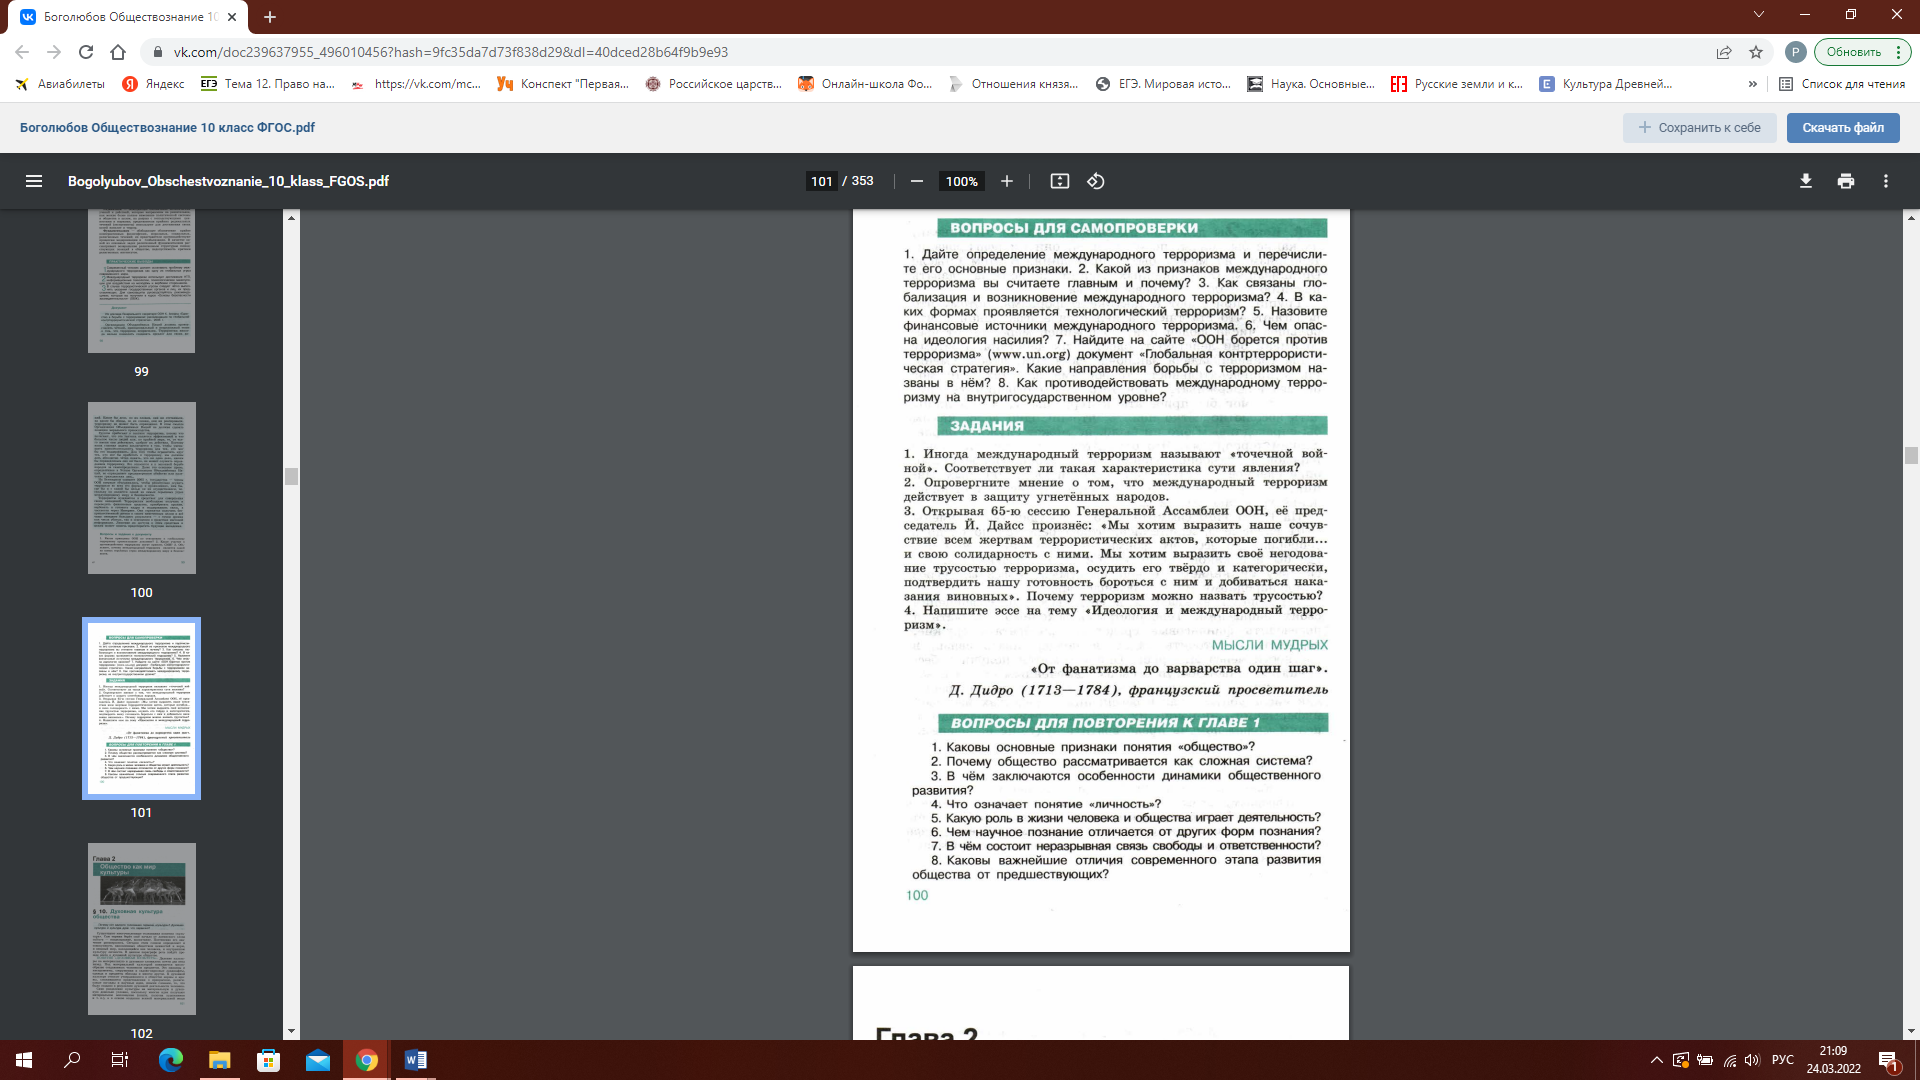 Боголюбов Обществознание 10
vk.com/doc239637955_496010456?hash=9fc35da7d73f838d29&dl=40dced28b64f9b9e93
P
Обновить
Авиабилеты
Яндекс
ЕГЭ
Тема 12. Право на...
https://vk.com/mc...
Уч
Конспект "Первая...
Российское царств...
Онлайн-школа Фо...
Отношения князя...
ЕГЭ. Мировая исто...
Наука. Основные...
Русские земли и к...
E
Культура Древней...
»
Список для чтения
Боголюбов Обществознание 10 класс ФГОС.pdf
Сохранить к себе
Скачать файл
Bogolyubov_Obschestvoznanie_10_klass_FGOS.pdf
101 / 353
100%
99
100
101
Глава 2
Общество как мир
культуры
§ 10. Духовная культура
общества
102
ВОПРОСЫ ДЛЯ САМОПРОВЕРКИ
1. Дайте определение международного терроризма и перечисли-
те его основные признаки. 2. Какой из признаков международного
терроризма вы считаете главным и почему? 3. Как связаны гло-
бализация и возникновение международного терроризма? 4. В ка-
ких формах проявляется технологический терроризм? 5. Назовите
финансовые источники международного терроризма. 6. Чем опас-
на идеология насилия? 7. Найдите на сайте «ООН борется против
терроризма» (www.un.org) документ «Глобальная контртеррористи-
ческая стратегия». Какие направления борьбы с терроризмом на-
званы в нём? 8. Как противодействовать международному терро-
ризму на внутригосударственном уровне?
ЗАДАНИЯ
1. Иногда международный терроризм называют «точечной вой-
ной». Соответствует ли такая характеристика сути явления?
2. Опровергните мнение о том, что международный терроризм
действует в защиту угнетённых народов.
3. Открывая 65-ю сессию Генеральной Ассамблеи ООН, её пред-
седатель Й. Дайсс произнёс: «Мы хотим выразить наше сочув-
ствие всем жертвам террористических актов, которые погибли...
и свою солидарность с ними. Мы хотим выразить своё негодова-
ние трусостью терроризма, осудить его твёрдо и категорически,
подтвердить нашу готовность бороться с ним и добиваться нака-
зания виновных». Почему терроризм можно назвать трусостью?
4. Напишите эссе на тему «Идеология и международный терро-
ризм».
МЫСЛИ МУДРЫХ
«От фанатизма до варварства один шаг».
Д. Дидро (1713—1784), французский просветитель
ВОПРОСЫ ДЛЯ ПОВТОРЕНИЯ К ГЛАВЕ 1
1. Каковы основные признаки понятия «общество»?
2. Почему общество рассматривается как сложная система?
3. В чём заключаются особенности динамики общественного
развития?
4. Что означает понятие «личность»?
5. Какую роль в жизни человека и общества играет деятельность?
6. Чем научное познание отличается от других форм познания?
7. В чём состоит неразрывная связь свободы и ответственности?
8. Каковы важнейшие отличия современного этапа развития
общества от предшествующих?
100
Глава 2
РУС
21:09
24.03.2022
1